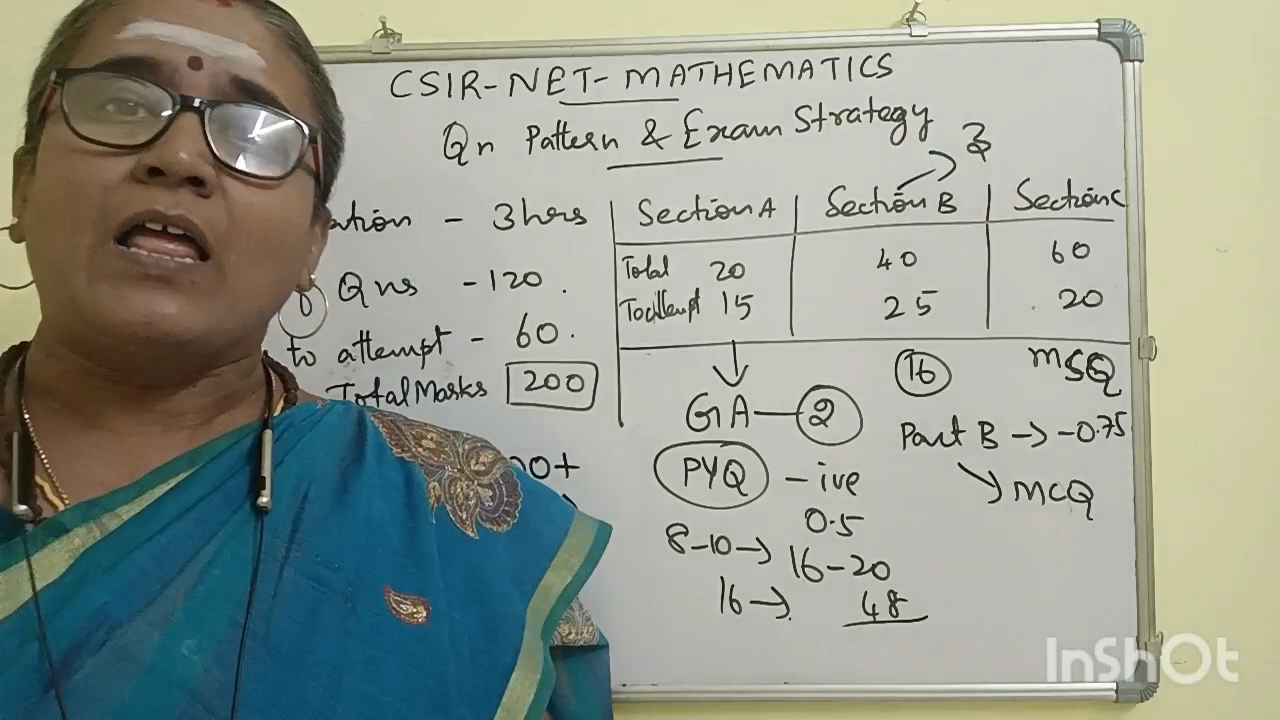 CSIR-NET-MATHEMATICS
Qn Pattern & Exam Strategy
3
ation - 3hrs
Qns - 120.
to attempt - 60.
Total Marks 200
00+
Section A Section B Section C
Total 20 40 60
To attempt 15 25 20
GA - 2
PYQ -ive
0.5
8-10→ 16-20
16→ 48
16 MSQ
Part B → -0.75
MCQ
InShOt